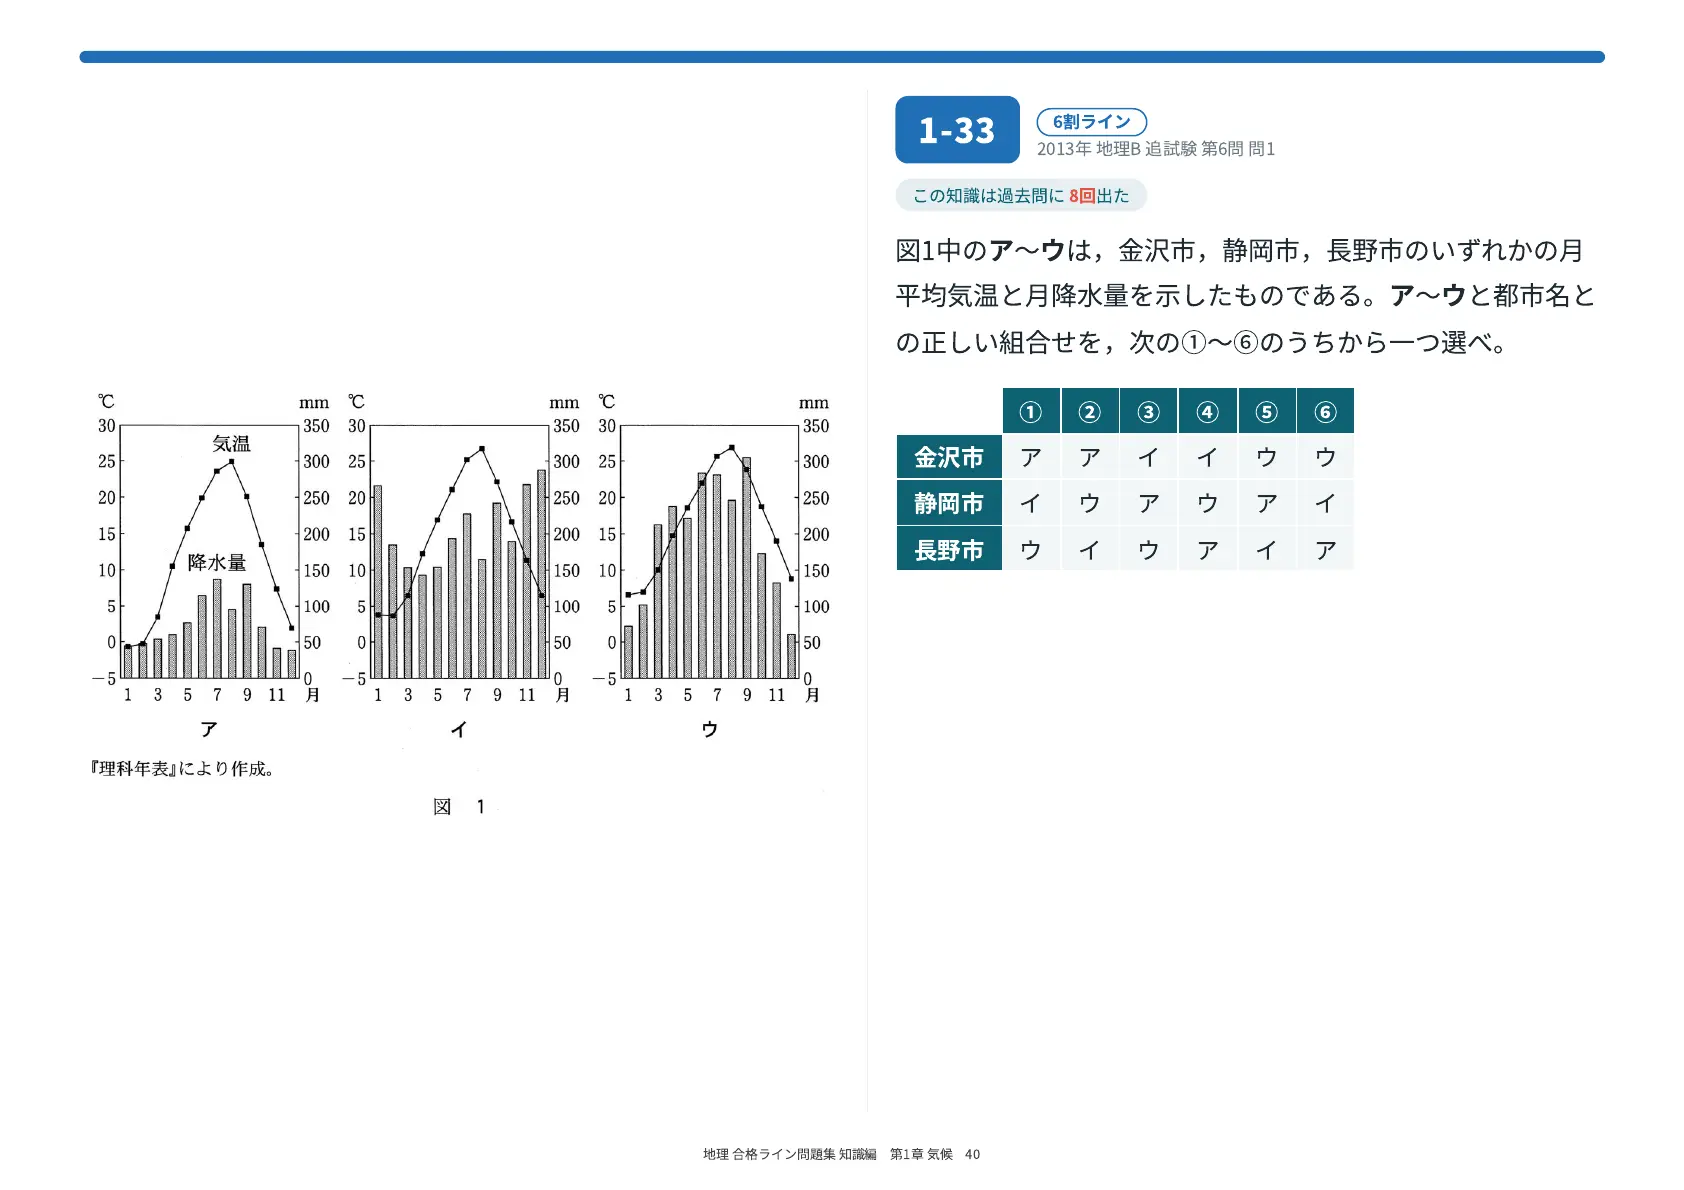 1-33
6割ライン
2013年 地理B 追試験 第6問 問1
この知識は過去問に 8回出た
図1中のア～ウは，金沢市，静岡市，長野市のいずれかの月
平均気温と月降水量を示したものである。ア～ウと都市名と
の正しい組合せを，次の①～⑥のうちから一つ選べ。
① ② ③ ④ ⑤ ⑥
金沢市 ア ア イ イ ウ ウ
静岡市 イ ウ ア ウ ア イ
長野市 ウ イ ウ ア イ ア
℃ mm ℃ mm ℃ mm
30 350 30 350 30 350
気温
25 300 25 300 25 300
20 250 20 250 20 250
15 200 15 200 15 200
降水量
10 150 10 150 10 150
5 100 5 100 5 100
0 50 0 50 0 50
－5 0 －5 0 －5 0
1 3 5 7 9 11 月 1 3 5 7 9 11 月 1 3 5 7 9 11 月
ア イ ウ
『理科年表』により作成。
図 1
地理 合格ライン問題集 知識編 第1章 気候 40